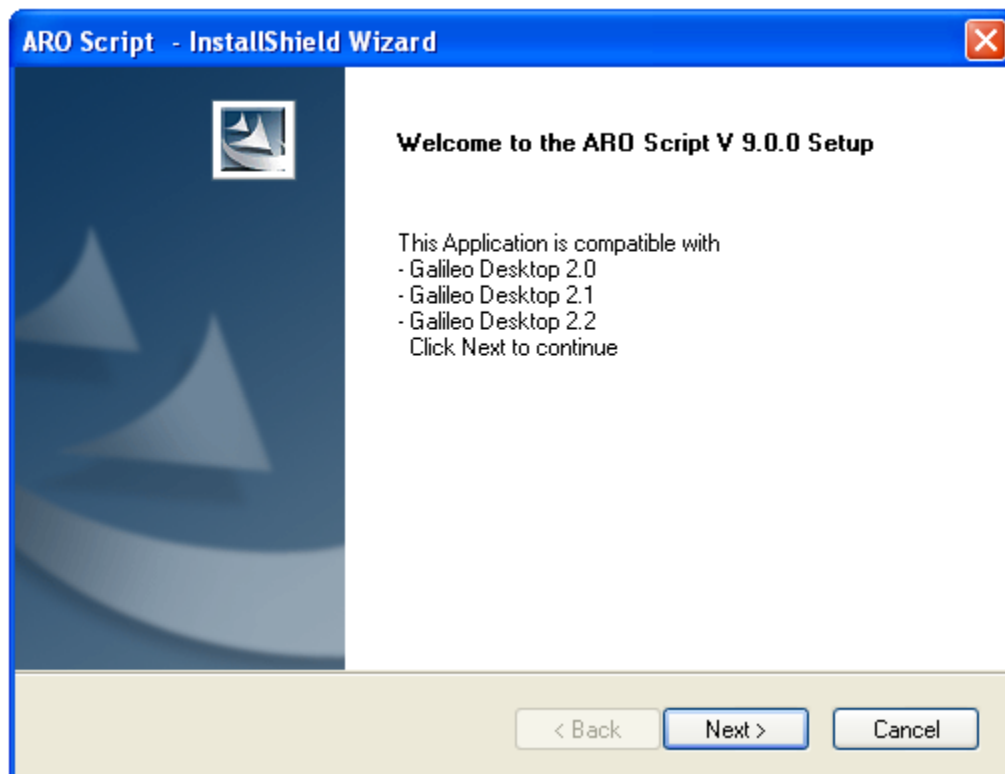 ARO Script - InstallShield Wizard
Welcome to the ARO Script V 9.0.0 Setup
This Application is compatible with
- Galileo Desktop 2.0
- Galileo Desktop 2.1
- Galileo Desktop 2.2
Click Next to continue
< Back Next > Cancel